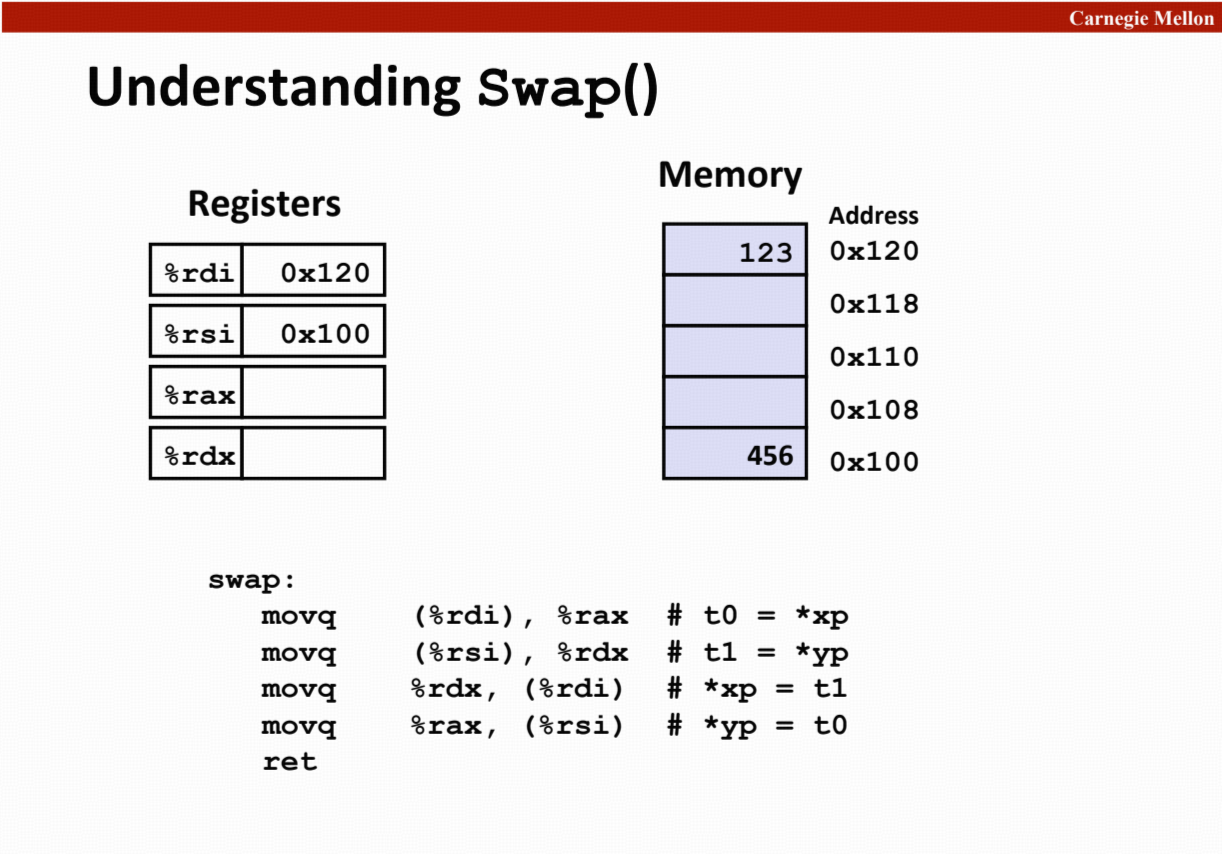 Carnegie Mellon
Understanding Swap()
Registers
%rdi 0x120
%rsi 0x100
%rax
%rdx
Memory
Address
123 0x120
0x118
0x110
0x108
456 0x100
swap:
movq (%rdi), %rax # t0 = *xp
movq (%rsi), %rdx # t1 = *yp
movq %rdx, (%rdi) # *xp = t1
movq %rax, (%rsi) # *yp = t0
ret